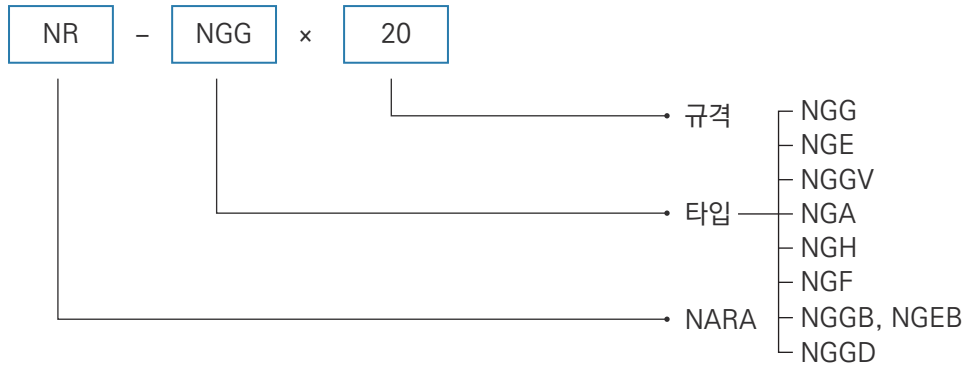 NR – NGG × 20
규격
타입
NARA
NGG
NGE
NGGV
NGA
NGH
NGF
NGGB, NGEB
NGGD